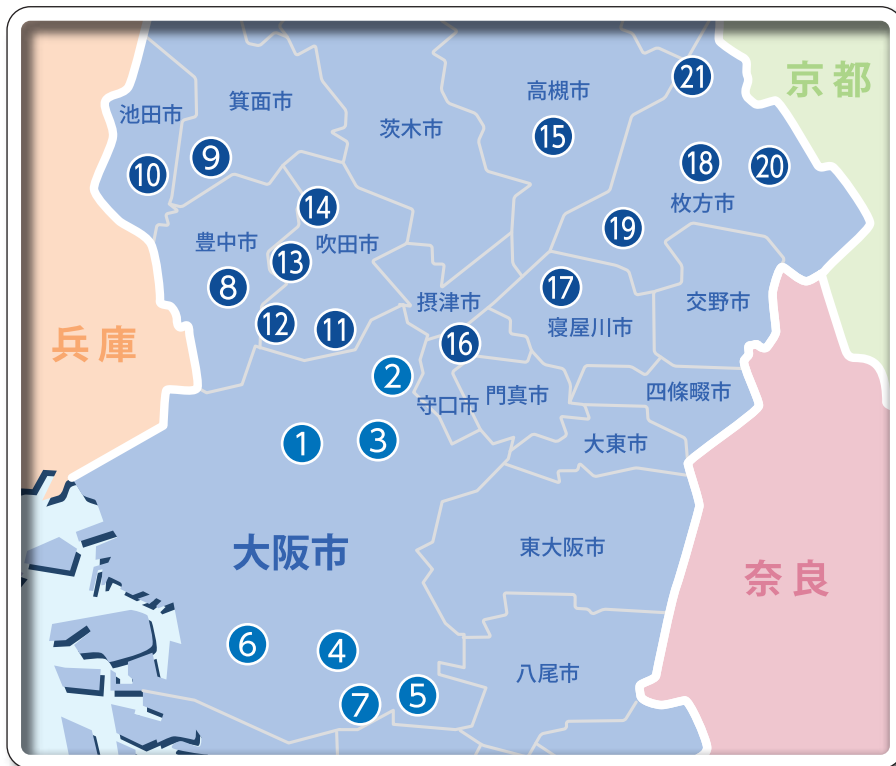 京都
21
高槻市
箕面市
池田市
茨木市
15
9
18
20
10
枚方市
14
19
豊中市
吹田市
13
8
17
摂津市
交野市
12
11
寝屋川市
兵庫
16
2
四條畷市
門真市
守口市
1
3
大東市
大阪市
東大阪市
奈良
6
4
八尾市
5
7